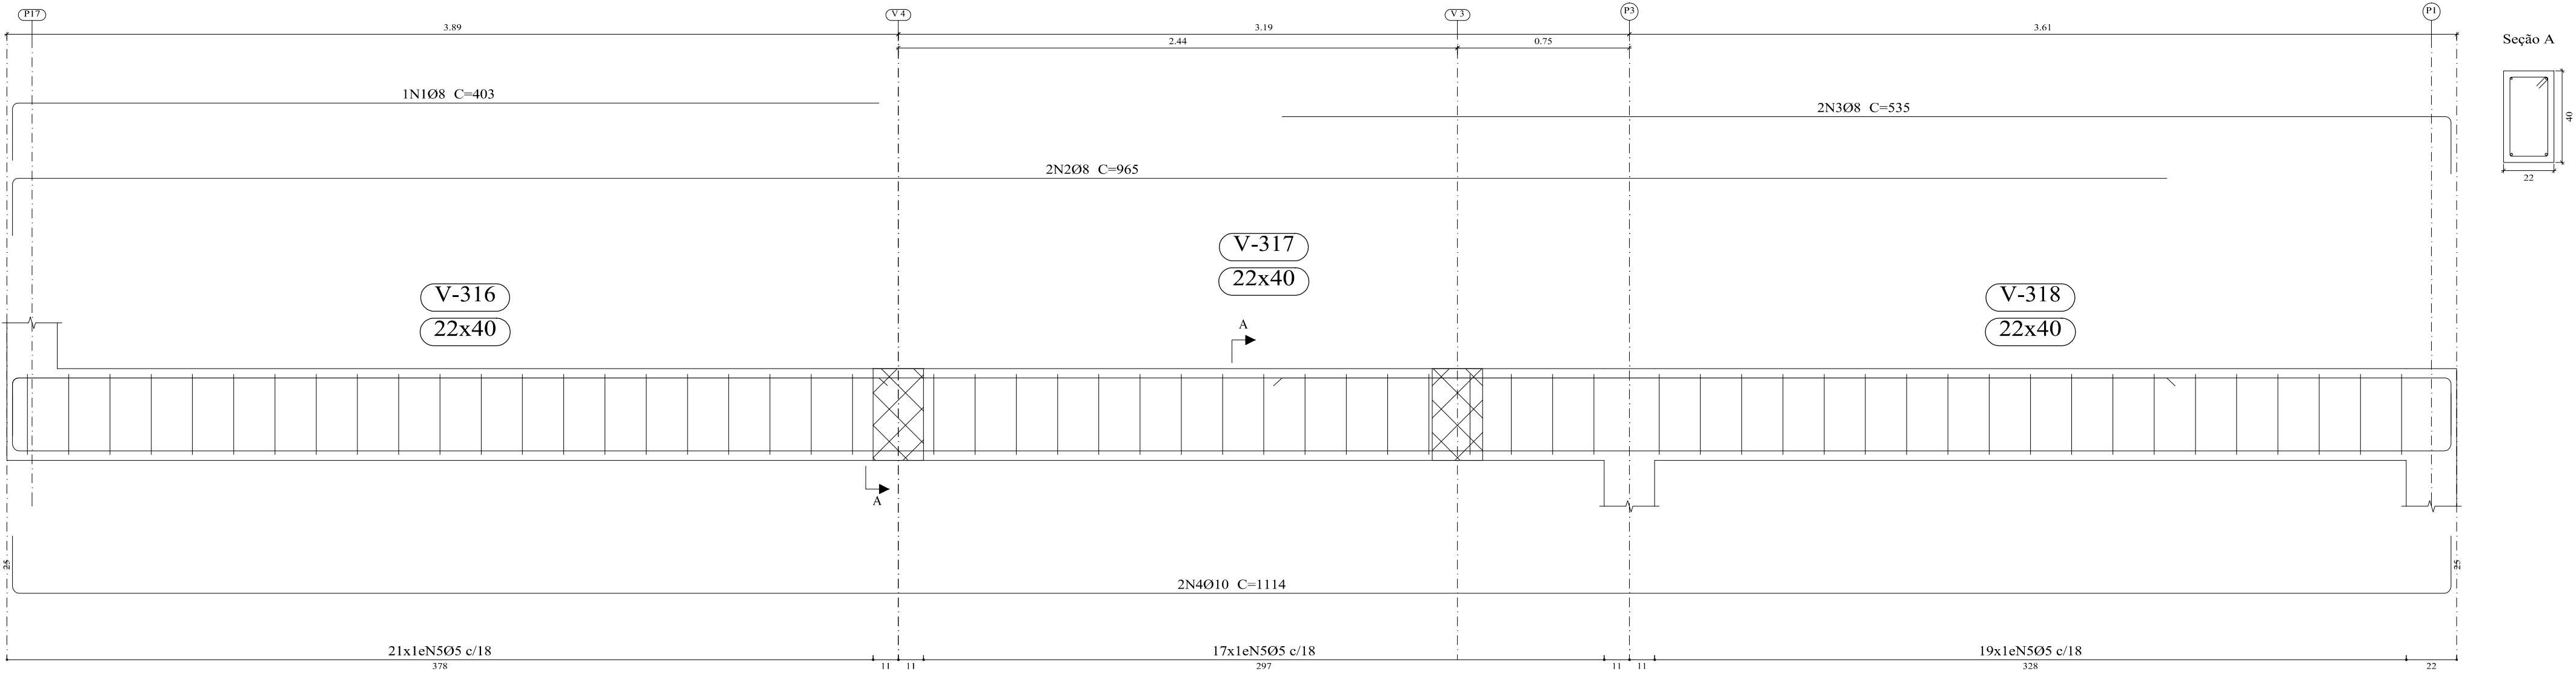 P17
V 4
V 3
P3
P1
3.89
3.19
3.61
2.44
0.75
Seção A
1N1Ø8 C=403
2N3Ø8 C=535
40
2N2Ø8 C=965
22
V-317
22x40
V-316
22x40
V-318
22x40
A
A
25
25
2N4Ø10 C=1114
21x1eN5Ø5 c/18
17x1eN5Ø5 c/18
19x1eN5Ø5 c/18
378
11
11
297
11
11
328
22